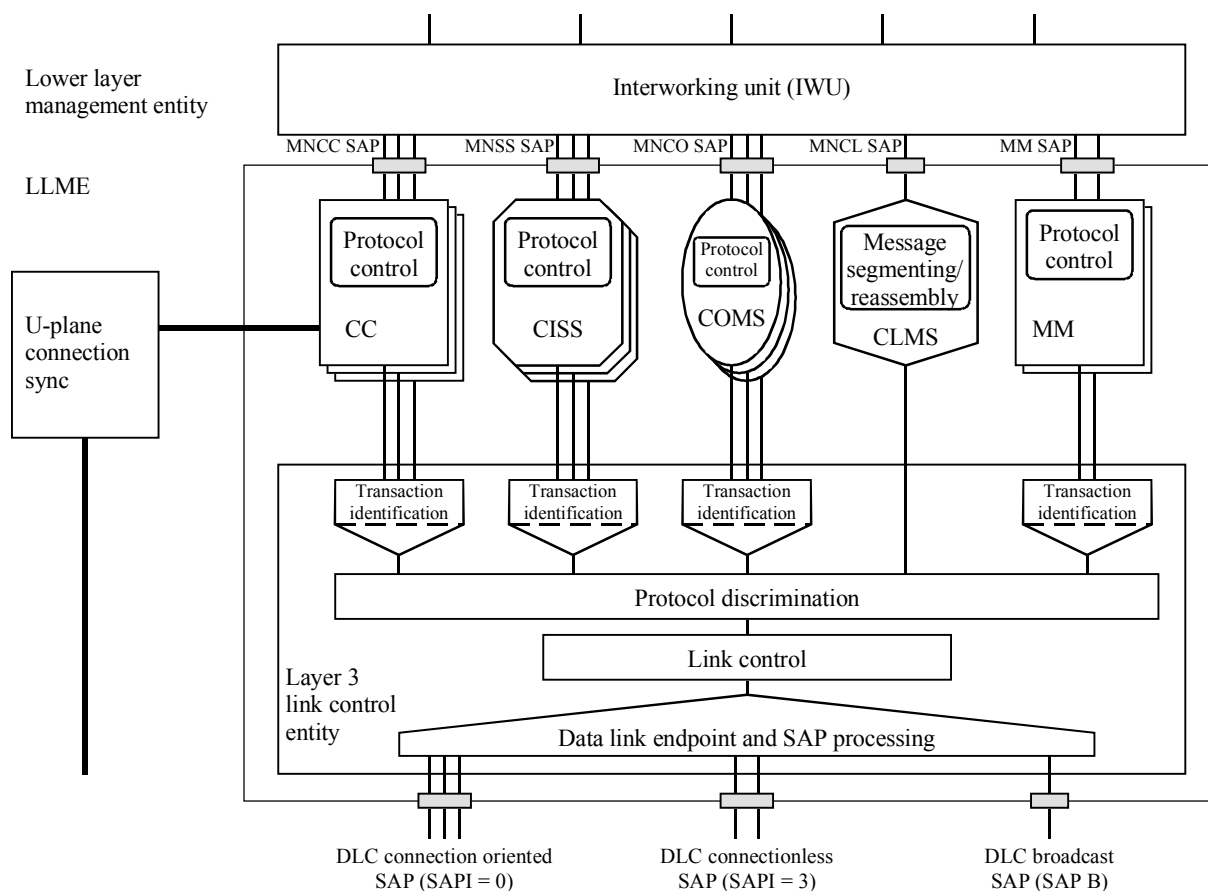 Lower layer
management entity
Interworking unit (IWU)
MNCC SAP
MNSS SAP
MNCO SAP
MNCL SAP
MM SAP
LLME
Protocol
control
CC
Protocol
control
CISS
Protocol
control
COMS
Message
segmenting/
reassembly
CLMS
Protocol
control
MM
U-plane
connection
sync
Transaction
identification
Transaction
identification
Transaction
identification
Transaction
identification
Protocol discrimination
Link control
Layer 3
link control
entity
Data link endpoint and SAP processing
DLC connection oriented
SAP (SAPI = 0)
DLC connectionless
SAP (SAPI = 3)
DLC broadcast
SAP (SAP B)